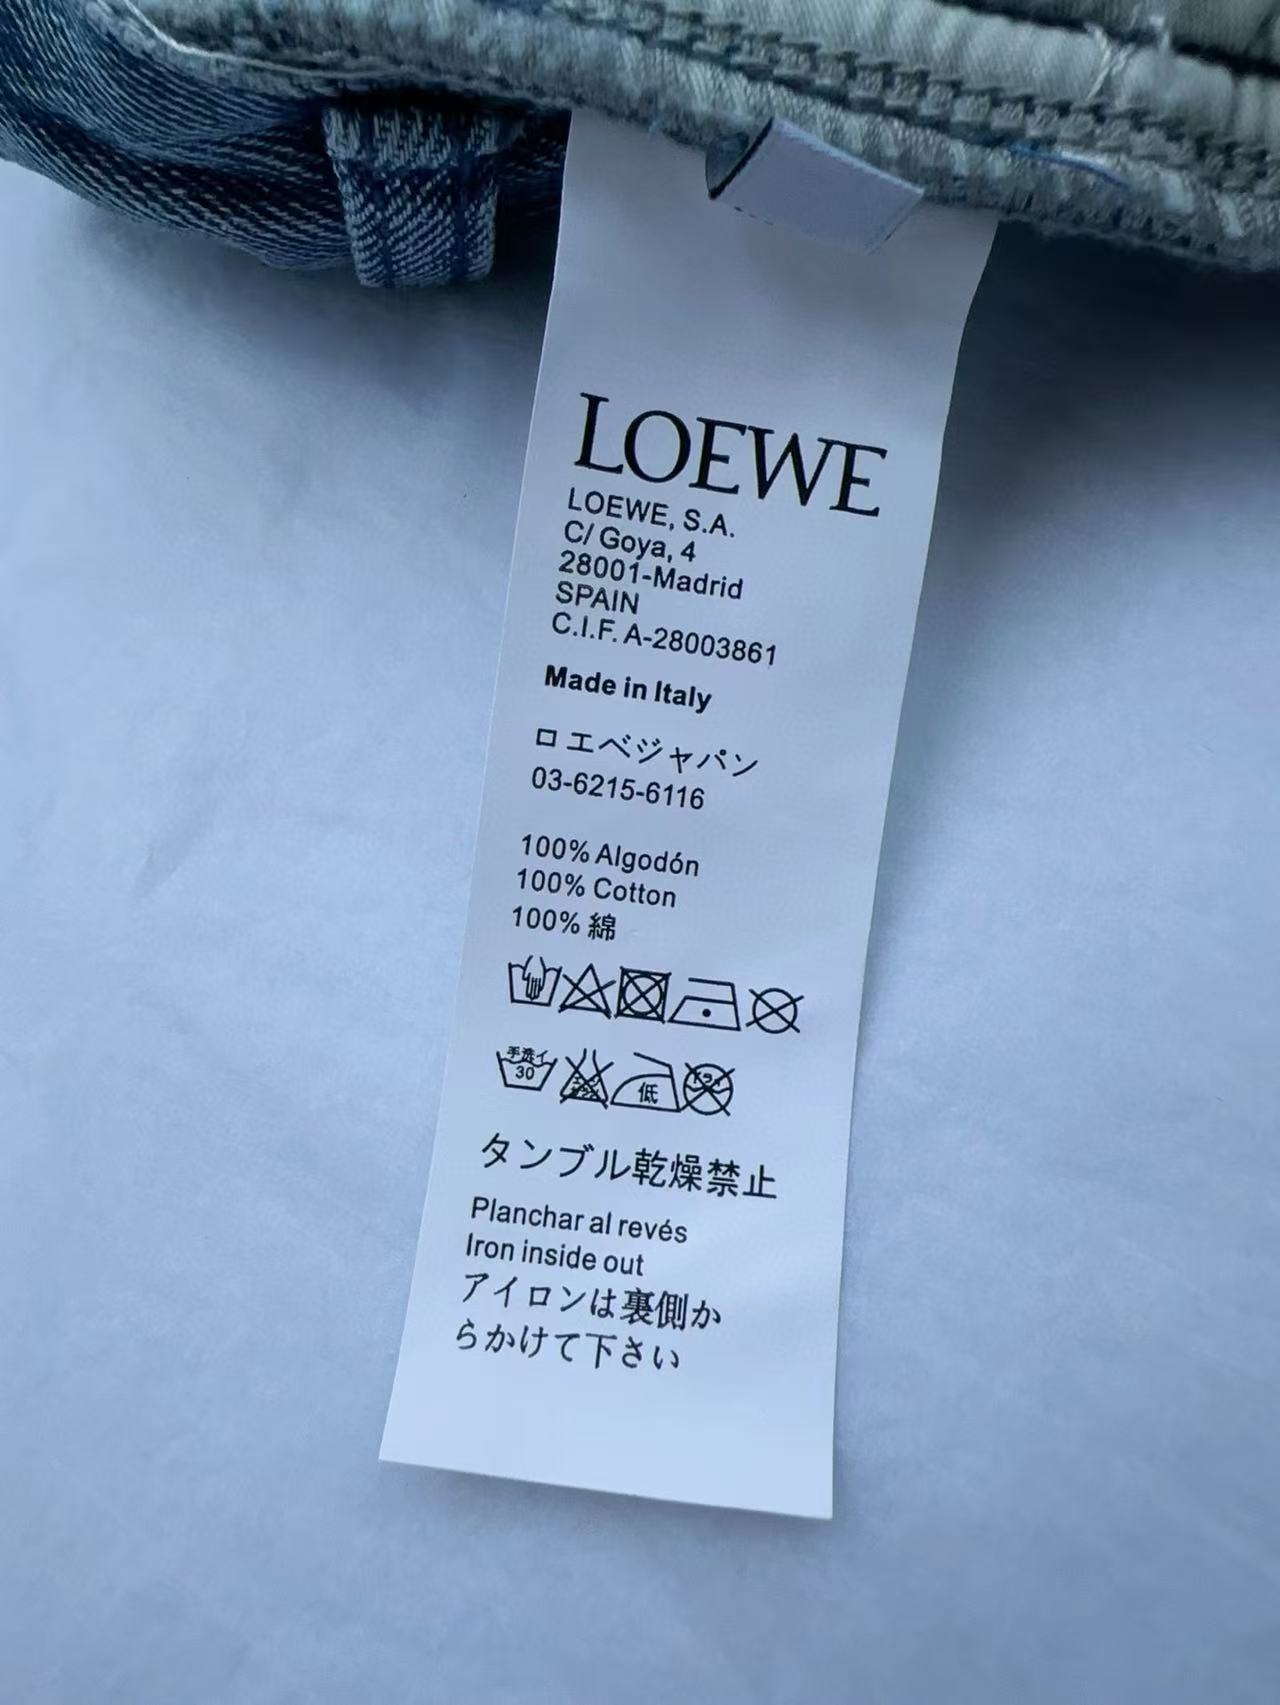 LOEWE
LOEWE, S.A.
C/ Goya, 4
28001-Madrid
SPAIN
C.I.F. A-28003861
Made in Italy
ロエベジャパン
03-6215-6116
100% Algodón
100% Cotton
100% 綿
手洗イ
30
低
タンブル乾燥禁止
Planchar al revés
Iron inside out
アイロンは裏側か
らかけて下さい